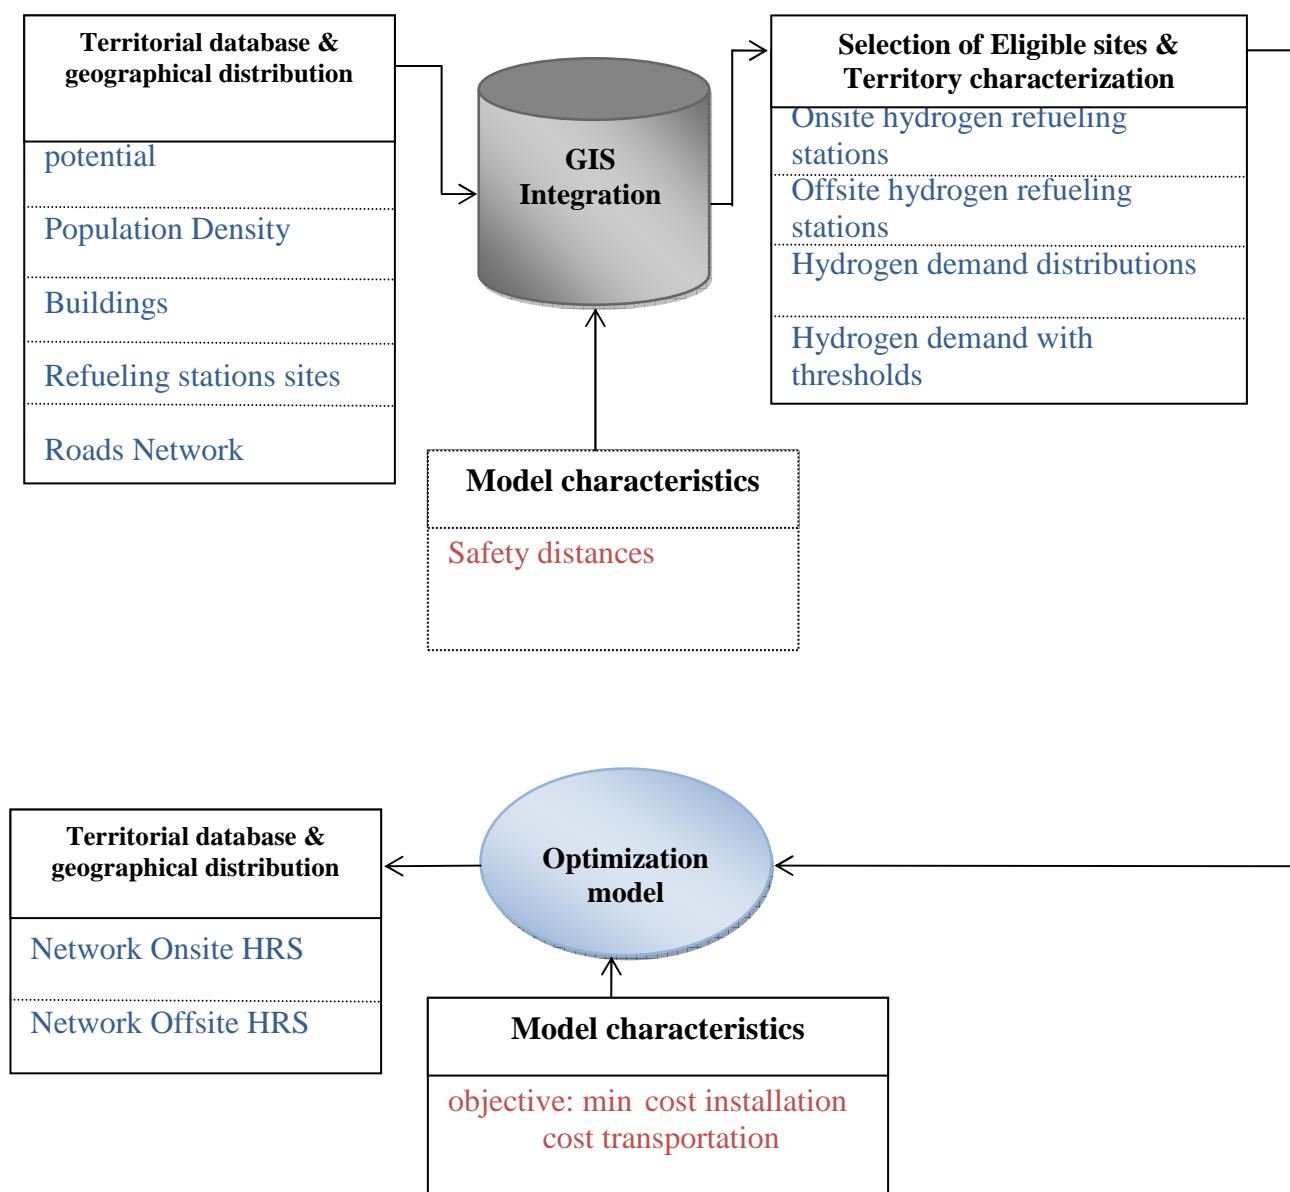 Territorial database &
geographical distribution
potential
Population Density
Buildings
Refueling stations sites
Roads Network
GIS
Integration
Selection of Eligible sites &
Territory characterization
Onsite hydrogen refueling
stations
Offsite hydrogen refueling
stations
Hydrogen demand distributions
Hydrogen demand with
thresholds
Model characteristics
Safety distances
Territorial database &
geographical distribution
Network Onsite HRS
Network Offsite HRS
Optimization
model
Model characteristics
objective: min cost installation
cost transportation